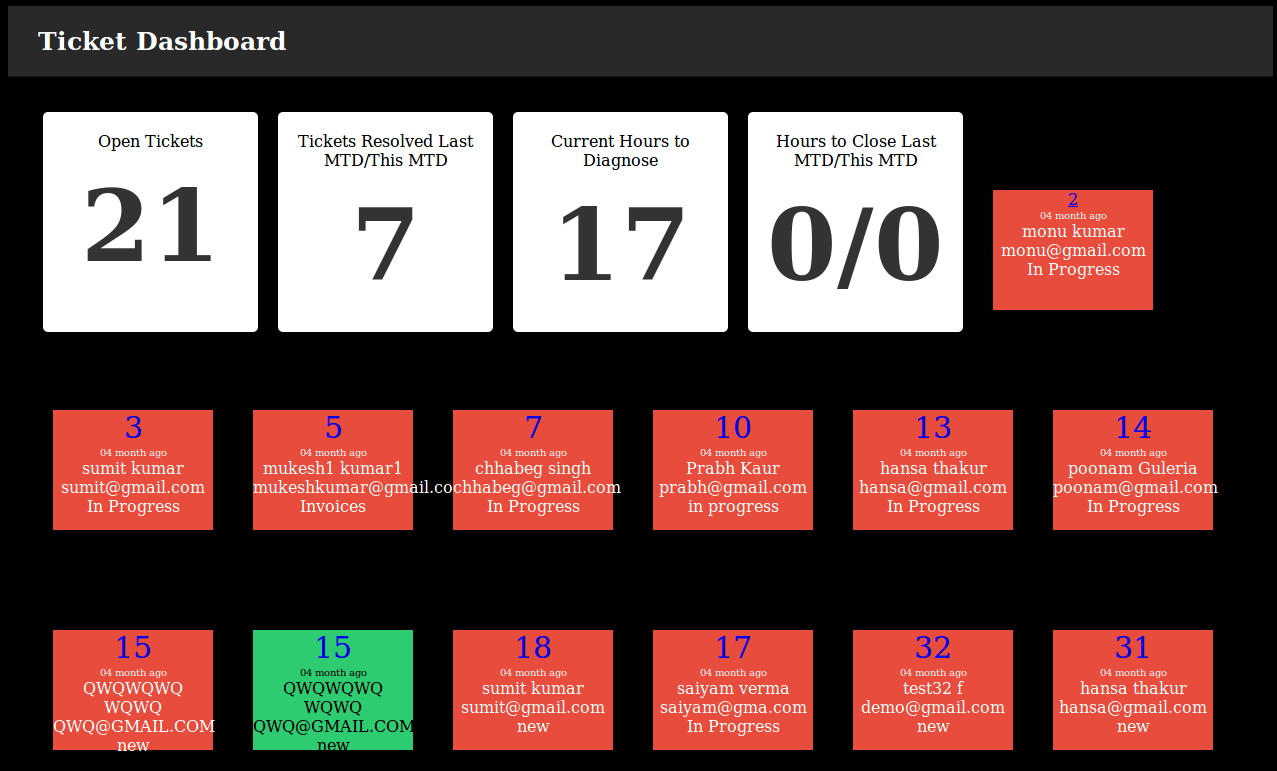 Ticket Dashboard
Open Tickets
21
Tickets Resolved Last
MTD/This MTD
7
Current Hours to
Diagnose
17
Hours to Close Last
MTD/This MTD
0/0
2
04 month ago
monu kumar
monu@gmail.com
In Progress
3
04 month ago
sumit kumar
sumit@gmail.com
In Progress
5
04 month ago
mukesh1 kumar1
mukeshkumar@gmail.co
Invoices
7
04 month ago
chhabeg singh
chhabeg@gmail.com
In Progress
10
04 month ago
Prabh Kaur
prabh@gmail.com
in progress
13
04 month ago
hansa thakur
hansa@gmail.com
In Progress
14
04 month ago
poonam Guleria
poonam@gmail.com
In Progress
15
04 month ago
QWQWQWQ
WQWQ
QWQ@GMAIL.COM
new
15
04 month ago
QWQWQWQ
WQWQ
QWQ@GMAIL.COM
new
18
04 month ago
sumit kumar
sumit@gmail.com
new
17
04 month ago
saiyam verma
saiyam@gma.com
In Progress
32
04 month ago
test32 f
demo@gmail.com
new
31
04 month ago
hansa thakur
hansa@gmail.com
new